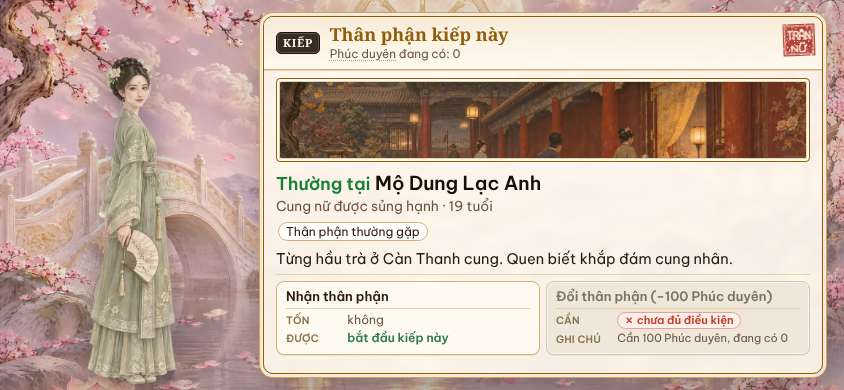 KIẾP
Thân phận kiếp này
Phúc duyên đang có: 0
TRẦN
NỮ
Thường tại Mộ Dung Lạc Anh
Cung nữ được sủng hạnh · 19 tuổi
Thân phận thường gặp
Từng hầu trà ở Càn Thanh cung. Quen biết khắp đám cung nhân.
Nhận thân phận
TỐN không
ĐƯỢC bắt đầu kiếp này
Đổi thân phận (-100 Phúc duyên)
CẦN × chưa đủ điều kiện
GHI CHÚ Cần 100 Phúc duyên, đang có 0